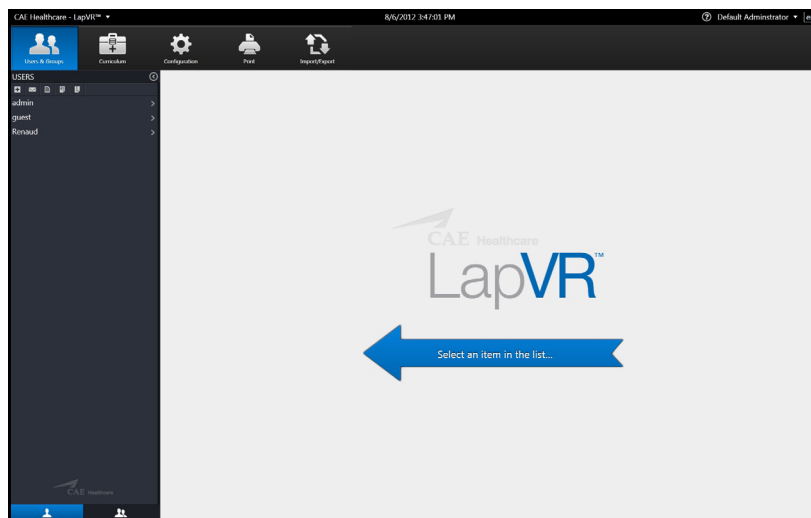 CAE Healthcare - LapVR™
8/6/2012 3:47:01 PM
Default Adminstrator
Users & Groups
Curriculum
Configuration
Print
Import/Export
USERS
admin
guest
Renaud
CAE Healthcare
LapVR™
Select an item in the list...
CAE Healthcare